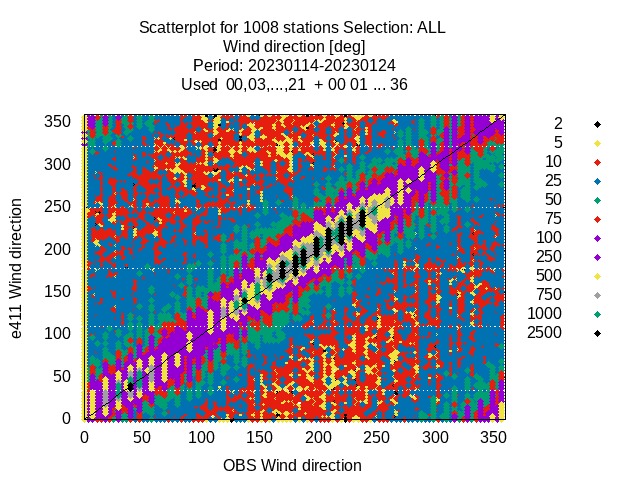 Scatterplot for 1008 stations Selection: ALL
Wind direction [deg]
Period: 20230114-20230124
Used 00,03,...,21 + 00 01 ... 36
e411 Wind direction
350
300
250
200
150
100
50
0
0 50 100 150 200 250 300 350
OBS Wind direction
2
5
10
25
50
75
100
250
500
750
1000
2500